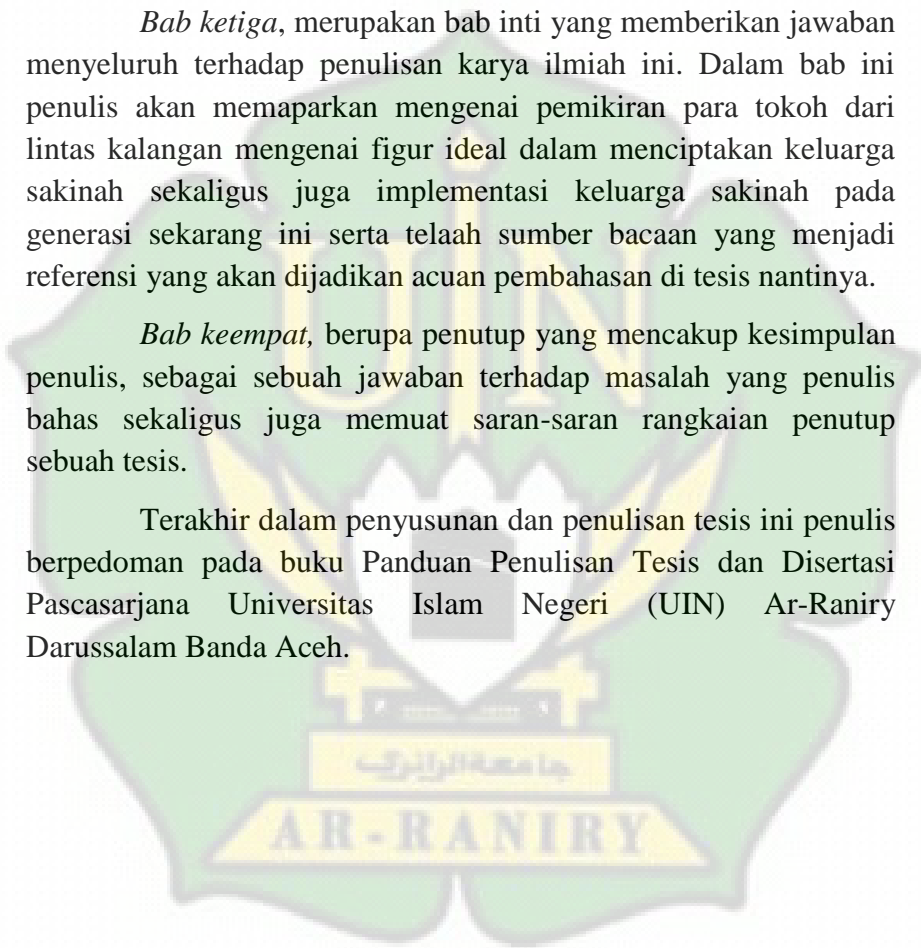 Bab ketiga, merupakan bab inti yang memberikan jawaban
menyeluruh terhadap penulisan karya ilmiah ini. Dalam bab ini
penulis akan memaparkan mengenai pemikiran para tokoh dari
lintas kalangan mengenai figur ideal dalam menciptakan keluarga
sakinah sekaligus juga implementasi keluarga sakinah pada
generasi sekarang ini serta telaah sumber bacaan yang menjadi
referensi yang akan dijadikan acuan pembahasan di tesis nantinya.
Bab keempat, berupa penutup yang mencakup kesimpulan
penulis, sebagai sebuah jawaban terhadap masalah yang penulis
bahas sekaligus juga memuat saran-saran rangkaian penutup
sebuah tesis.
Terakhir dalam penyusunan dan penulisan tesis ini penulis
berpedoman pada buku Panduan Penulisan Tesis dan Disertasi
Pascasarjana Universitas Islam Negeri (UIN) Ar-Raniry
Darussalam Banda Aceh.
UIN
جامعة الرانيري
AR-RANIRY